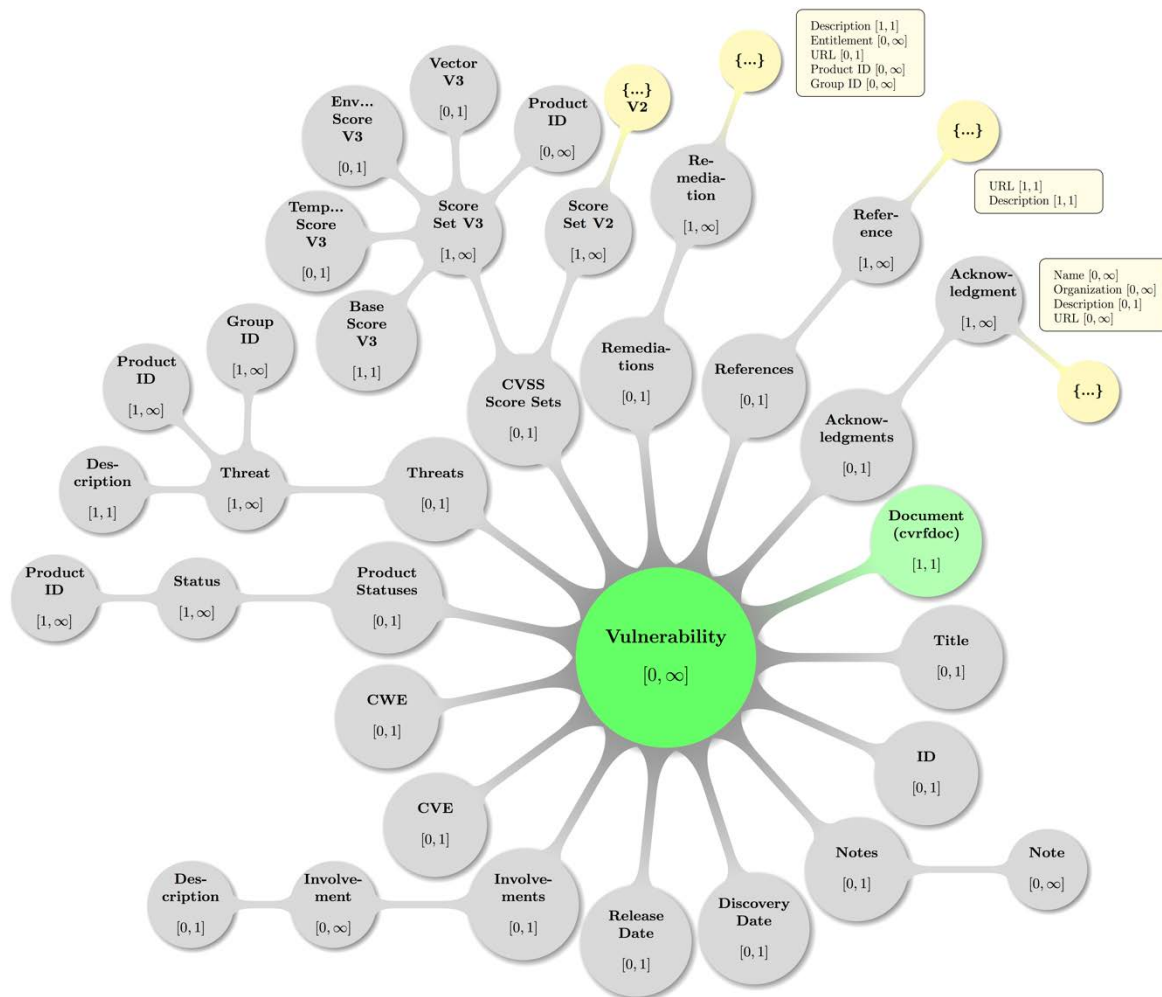 Vector
V3
[0, 1]
Env...
Score
V3
[0, 1]
Product
ID
[0, ∞]
{...}
V2
{...}
Description [1, 1]
Entitlement [0, ∞]
URL [0, 1]
Product ID [0, ∞]
Group ID [0, ∞]
{...}
URL [1, 1]
Description [1, 1]
Temp...
Score
V3
[0, 1]
Score
Set V3
[1, ∞]
Score
Set V2
[1, ∞]
Re-
media-
tion
[1, ∞]
Refer-
ence
[1, ∞]
Acknow-
ledgment
[1, ∞]
Name [0, ∞]
Organization [0, ∞]
Description [0, 1]
URL [0, ∞]
{...}
Base
Score
V3
[1, 1]
Group
ID
[1, ∞]
Product
ID
[1, ∞]
CVSS
Score Sets
[0, 1]
Remedia-
tions
[0, 1]
References
[0, 1]
Acknow-
ledgments
[0, 1]
Des-
cription
[1, 1]
Threat
[1, ∞]
Threats
[0, 1]
Document
(cvrfdoc)
[1, 1]
Product
ID
[1, ∞]
Status
[1, ∞]
Product
Statuses
[0, 1]
Vulnerability
[0, ∞]
Title
[0, 1]
CWE
[0, 1]
ID
[0, 1]
CVE
[0, 1]
Des-
cription
[0, 1]
Involve-
ment
[0, ∞]
Involve-
ments
[0, 1]
Release
Date
[0, 1]
Discovery
Date
[0, 1]
Notes
[0, 1]
Note
[0, ∞]